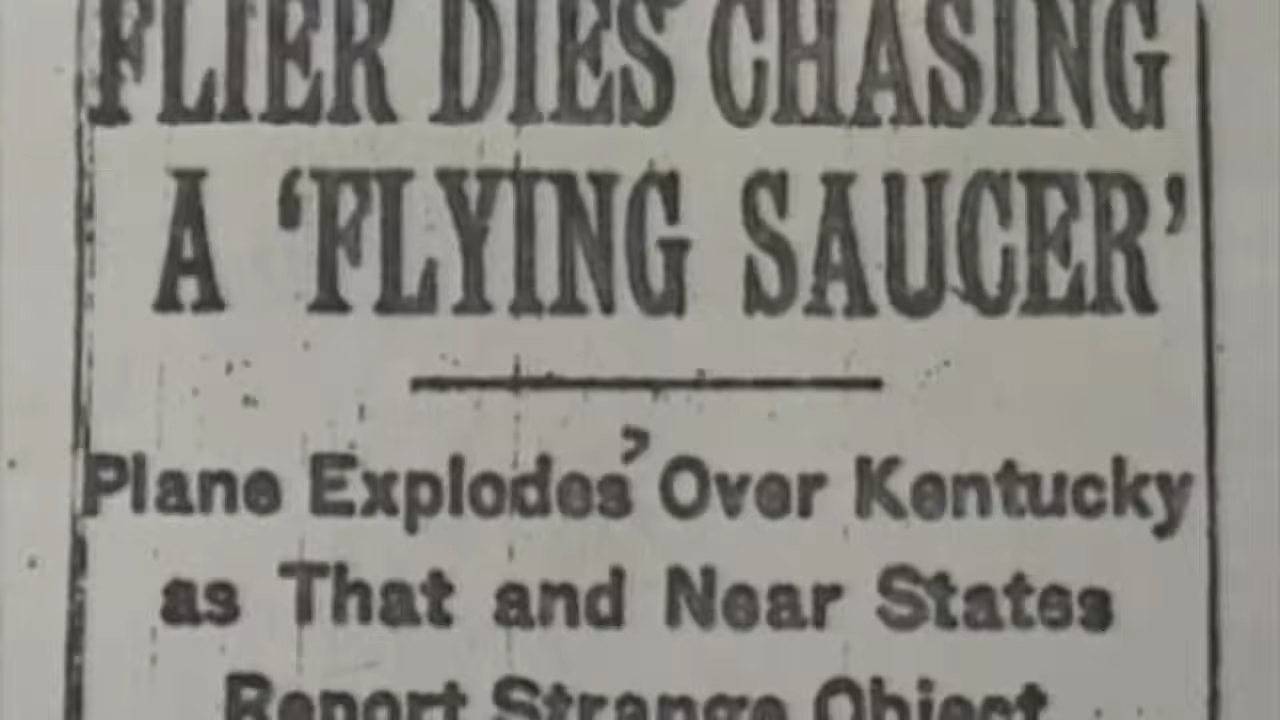 FLIER DIES CHASING
A ‘FLYING SAUCER’
Plane Explodes Over Kentucky
as That and Near States
Report Strange Object